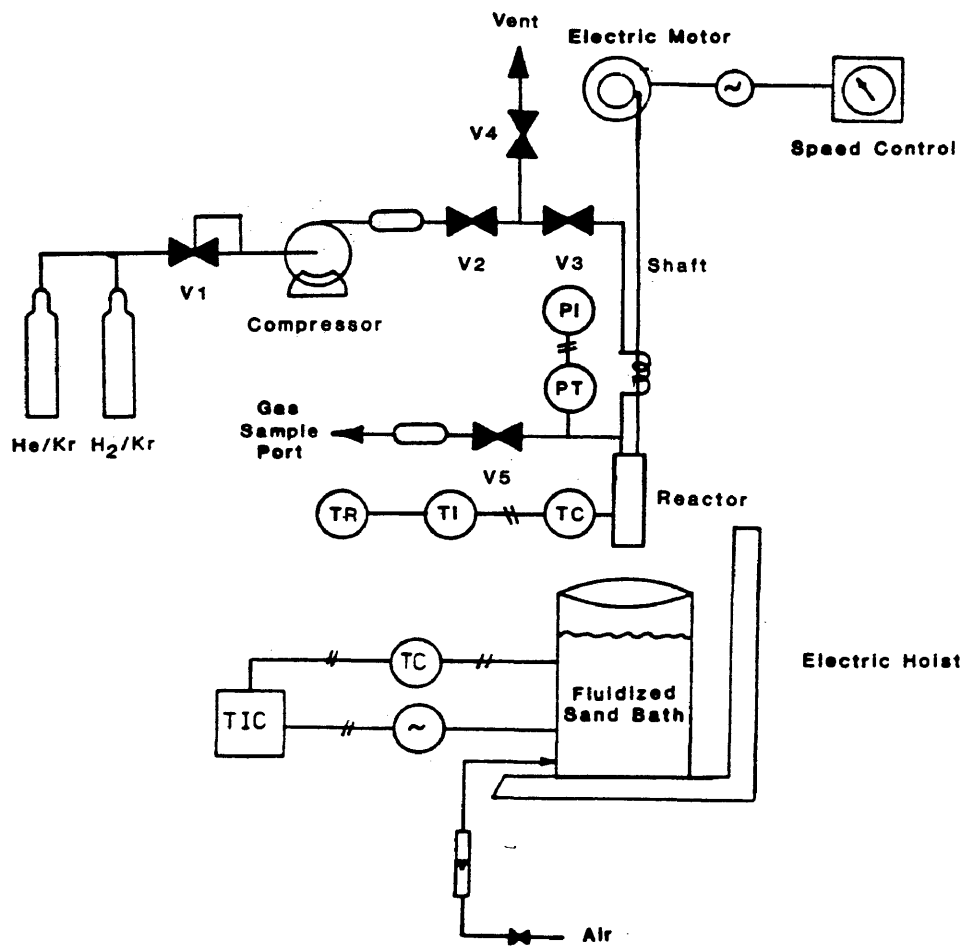 Vent
Electric Motor
V4
Speed Control
V1
Compressor
V2
V3
Shaft
PI
PT
He/Kr
H2/Kr
Gas
Sample
Port
V5
Reactor
TR
TI
TC
TC
TIC
~
~
Fluidized
Sand Bath
Electric Hoist
Air